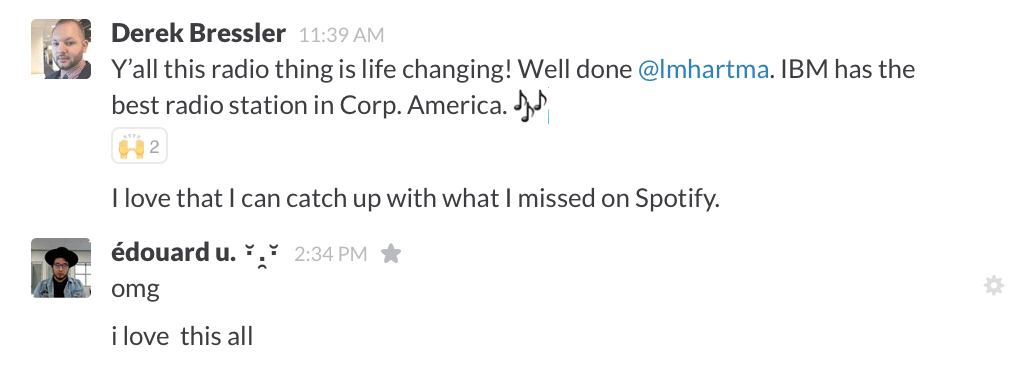 Derek Bressler 11:39 AM
Y’all this radio thing is life changing! Well done @lmhartma. IBM has the
best radio station in Corp. America. 🎶
🙌 2
I love that I can catch up with what I missed on Spotify.
édouard u. ˘̈.̯˘̈ 2:34 PM ★
omg
i love  this all